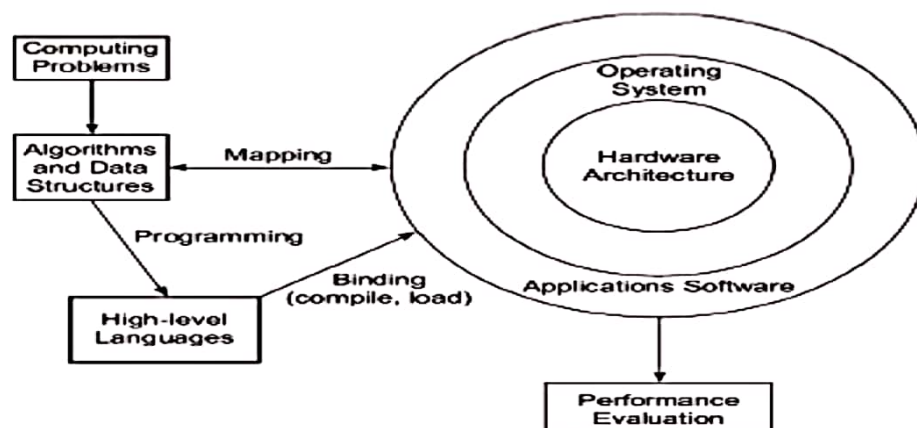 Computing
Problems
Algorithms
and Data
Structures
Mapping
Programming
High-level
Languages
Binding
(compile, load)
Operating
System
Hardware
Architecture
Applications Software
Performance
Evaluation